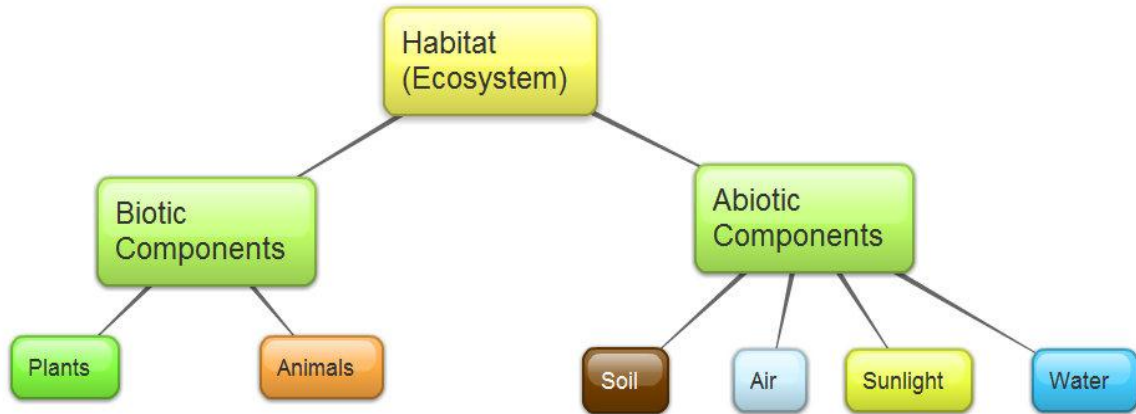 Habitat
(Ecosystem)
Biotic
Components
Abiotic
Components
Plants
Animals
Soil
Air
Sunlight
Water